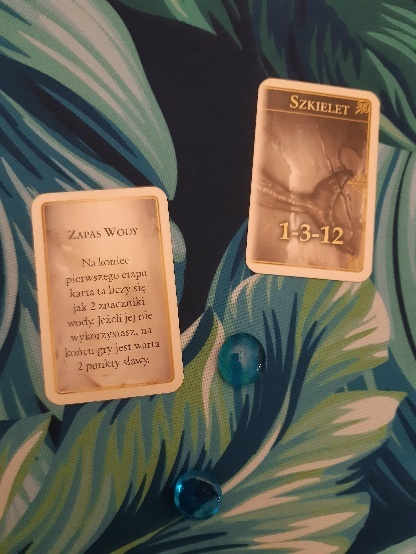 Zapas Wody
Na koniec
pierwszego etapu
karta ta liczy się
jak 2 znaczniki
wody. Jeżeli jej nie
wykorzystasz, na
końcu gry jest warta
2 punkty sławy.
Szkielet
1-3-12